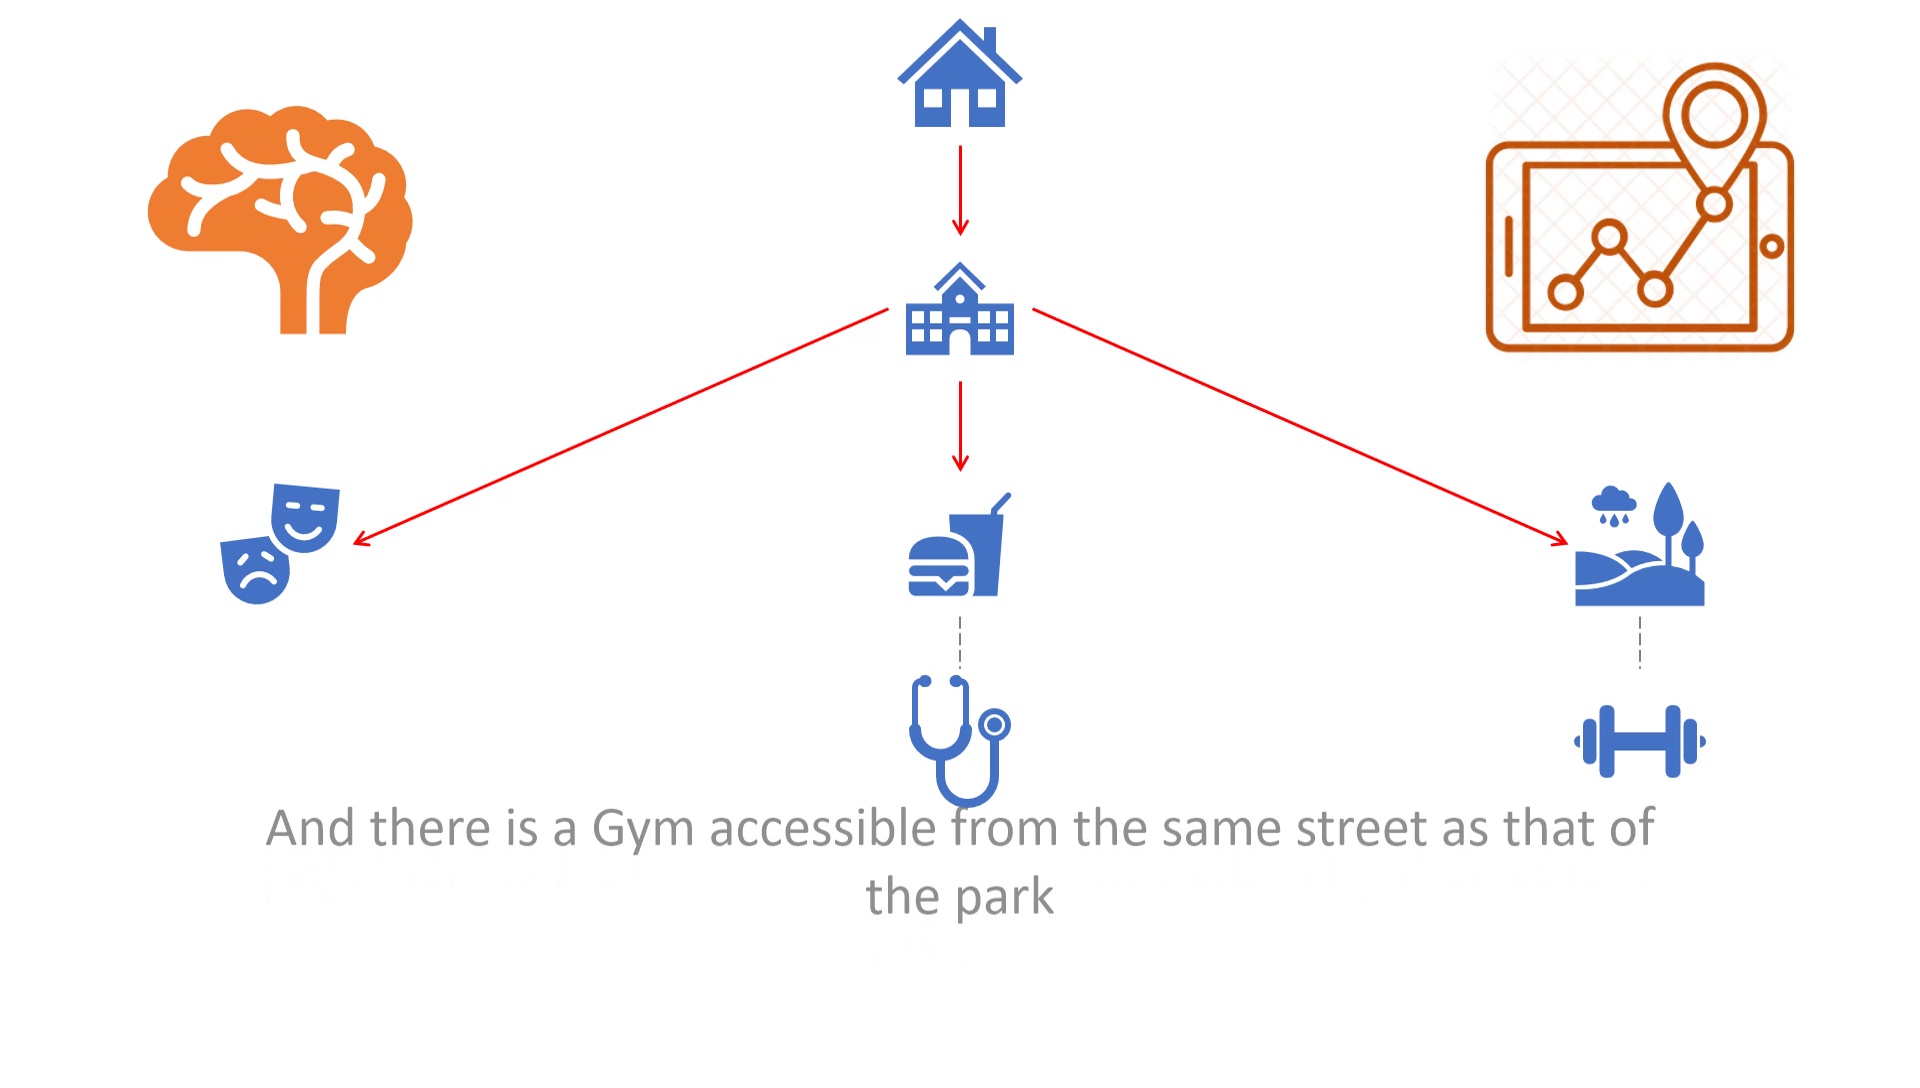 And there is a Gym accessible from the same street as that of
the park